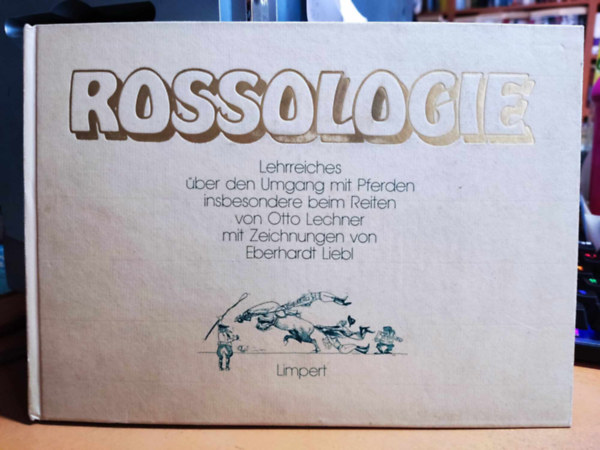 ROSSOLOGIE
Lehrreiches
über den Umgang mit Pferden
insbesondere beim Reiten
von Otto Lechner
mit Zeichnungen von
Eberhardt Liebl
Limpert